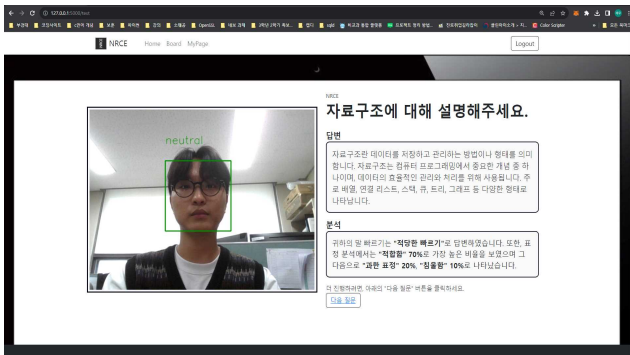 127.0.0.1:5000/test
OpenGL
sqld
Color Scripter
NRCE Home Board MyPage Logout
NRCE
자료구조에 대해 설명해주세요.
neutral
답변
자료구조란 데이터를 저장하고 관리하는 방법이나 형태를 의미
합니다. 자료구조는 컴퓨터 프로그래밍에서 중요한 개념 중 하
나이며, 데이터의 효율적인 관리와 처리를 위해 사용됩니다. 주
로 배열, 연결 리스트, 스택, 큐, 트리, 그래프 등 다양한 형태로
나타납니다.
분석
귀하의 말 빠르기는 "적당한 빠르기"로 답변하였습니다. 또한, 표
정 분석에서는 "적합함" 70%로 가장 높은 비율을 보였으며 그
다음으로 "과한 표정" 20%, "침울함" 10%로 나타났습니다.
더 진행하려면, 아래의 "다음 질문" 버튼을 클릭하세요.
다음 질문